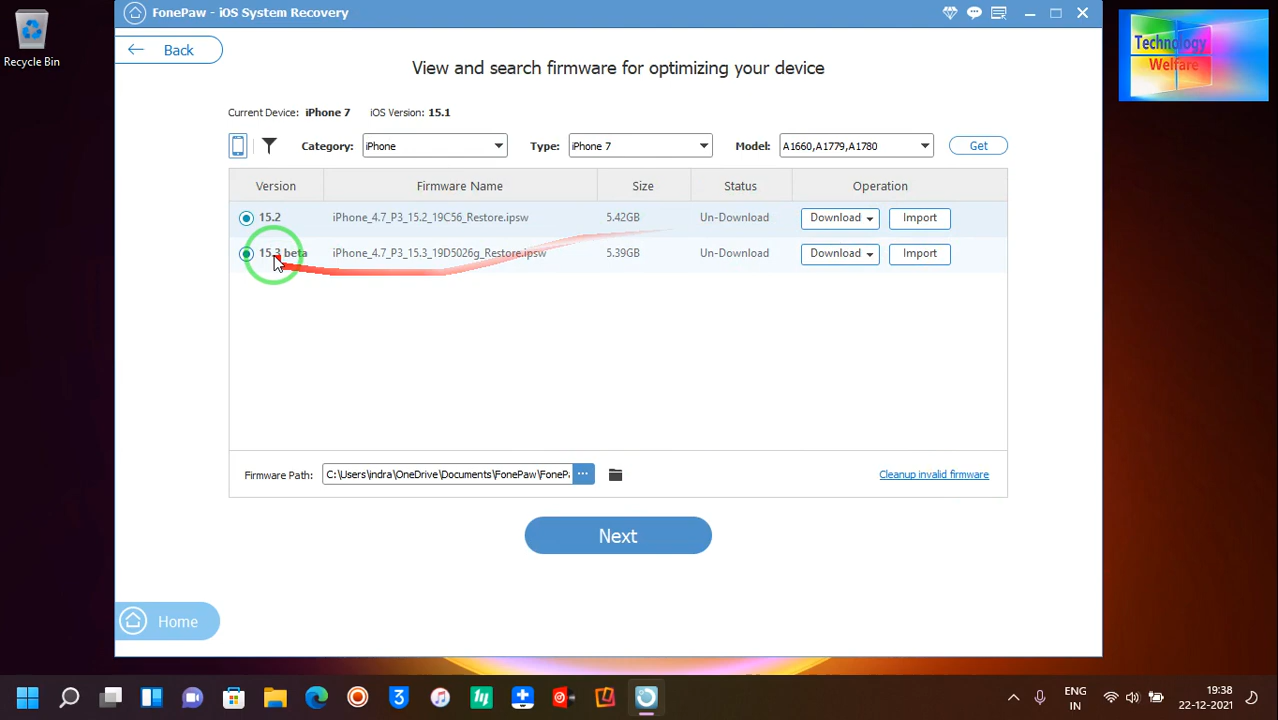 FonePaw - iOS System Recovery
Recycle Bin
Back
Technology
Welfare
View and search firmware for optimizing your device
Current Device: iPhone 7 iOS Version: 15.1
Category: iPhone Type: iPhone 7 Model: A1660,A1779,A1780 Get
Version Firmware Name Size Status Operation
15.2 iPhone_4.7_P3_15.2_19C56_Restore.ipsw 5.42GB Un-Download Download Import
15.3 beta iPhone_4.7_P3_15.3_19D5026g_Restore.ipsw 5.39GB Un-Download Download Import
Firmware Path: C:\Users\indra\OneDrive\Documents\FonePaw\FoneP ... Cleanup invalid firmware
Next
Home
ENG 19:38
IN 22-12-2021